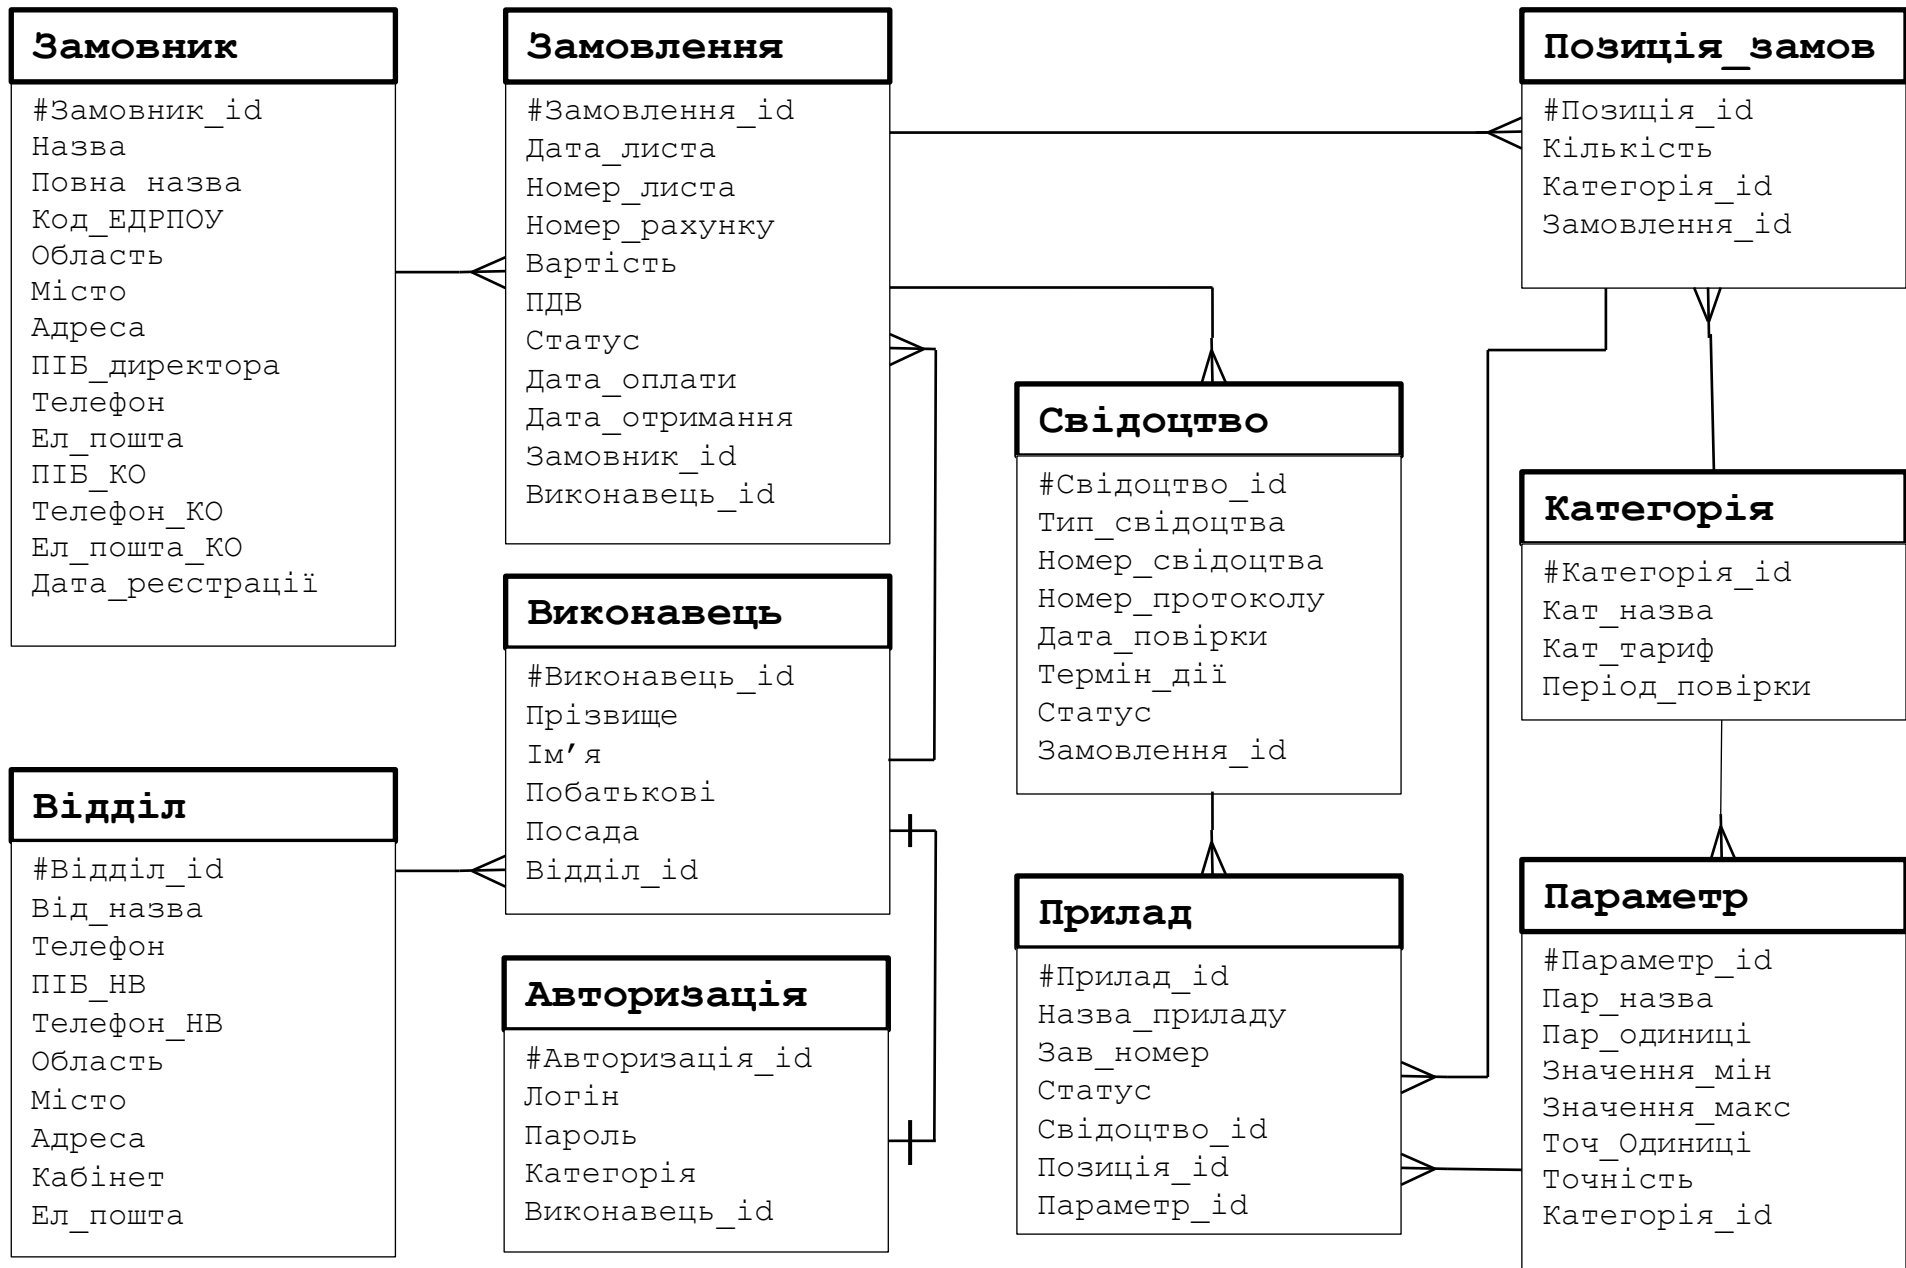 Замовник
#Замовник_id
Назва
Повна назва
Код_ЕДРПОУ
Область
Місто
Адреса
ПІБ_директора
Телефон
Ел_пошта
ПІБ_КО
Телефон_КО
Ел_пошта_КО
Дата_реєстрації
Замовлення
#Замовлення_id
Дата_листа
Номер_листа
Номер_рахунку
Вартість
ПДВ
Статус
Дата_оплати
Дата_отримання
Замовник_id
Виконавець_id
Позиція_замов
#Позиція_id
Кількість
Категорія_id
Замовлення_id
Свідоцтво
#Свідоцтво_id
Тип_свідоцтва
Номер_свідоцтва
Номер_протоколу
Дата_повірки
Термін_дії
Статус
Замовлення_id
Категорія
#Категорія_id
Кат_назва
Кат_тариф
Період_повірки
Виконавець
#Виконавець_id
Прізвище
Ім’я
Побатькові
Посада
Відділ_id
Відділ
#Відділ_id
Від_назва
Телефон
ПІБ_НВ
Телефон_НВ
Область
Місто
Адреса
Кабінет
Ел_пошта
Авторизація
#Авторизація_id
Логін
Пароль
Категорія
Виконавець_id
Прилад
#Прилад_id
Назва_приладу
Зав_номер
Статус
Свідоцтво_id
Позиція_id
Параметр_id
Параметр
#Параметр_id
Пар_назва
Пар_одиниці
Значення_мін
Значення_макс
Точ_Одиниці
Точність
Категорія_id